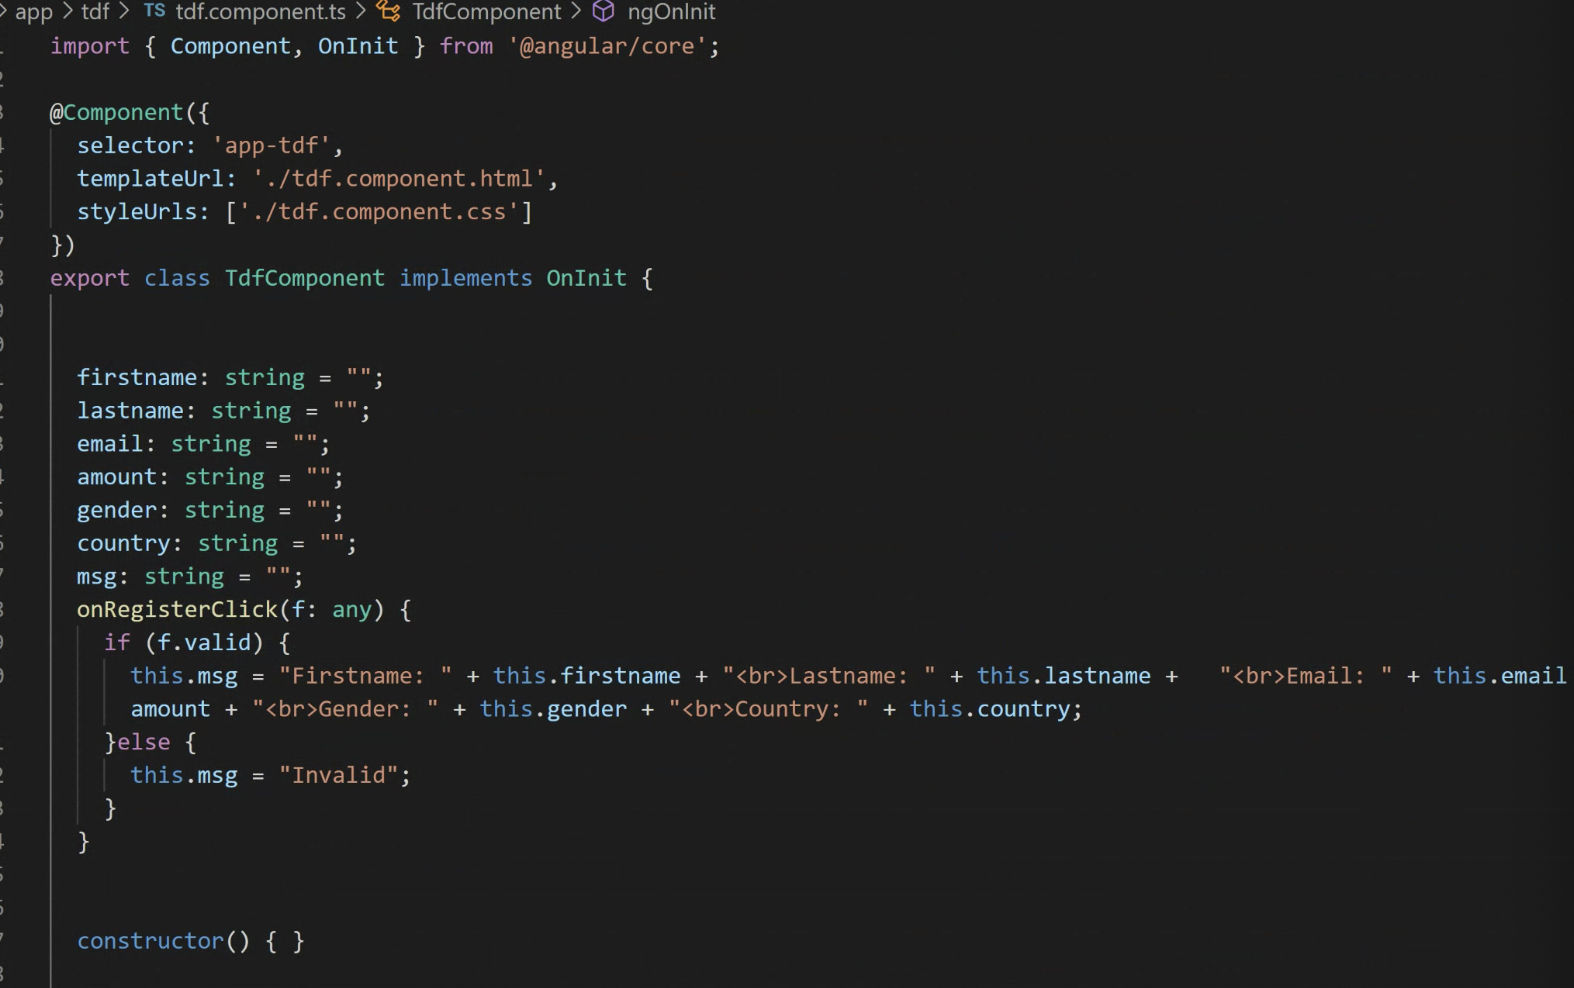 app > tdf > TS tdf.component.ts > TdfComponent > ngOnInit
import { Component, OnInit } from '@angular/core';
@Component({
  selector: 'app-tdf',
  templateUrl: './tdf.component.html',
  styleUrls: ['./tdf.component.css']
})
export class TdfComponent implements OnInit {
  firstname: string = "";
  lastname: string = "";
  email: string = "";
  amount: string = "";
  gender: string = "";
  country: string = "";
  msg: string = "";
  onRegisterClick(f: any) {
    if (f.valid) {
      this.msg = "Firstname: " + this.firstname + "<br>Lastname: " + this.lastname +   "<br>Email: " + this.email
      amount + "<br>Gender: " + this.gender + "<br>Country: " + this.country;
    }else {
      this.msg = "Invalid";
    }
  }
  constructor() { }